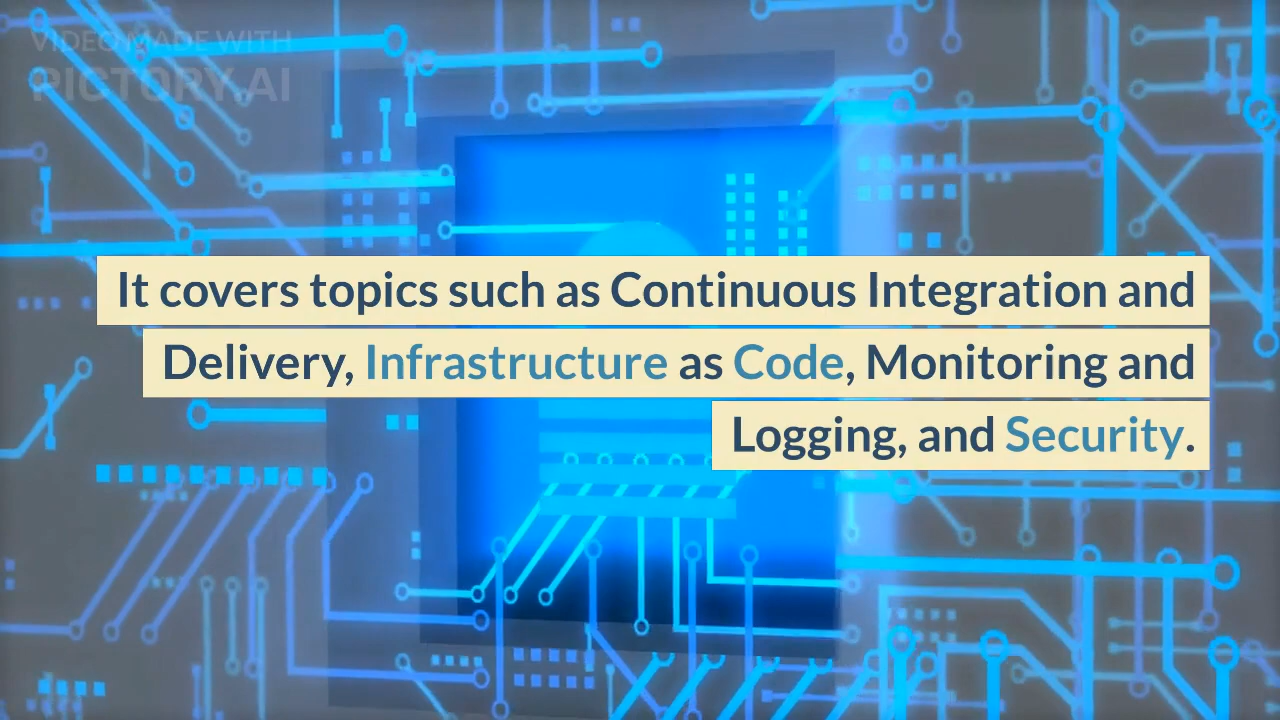 VIDEO MADE WITH
PICTORY.AI
It covers topics such as Continuous Integration and
Delivery, Infrastructure as Code, Monitoring and
Logging, and Security.